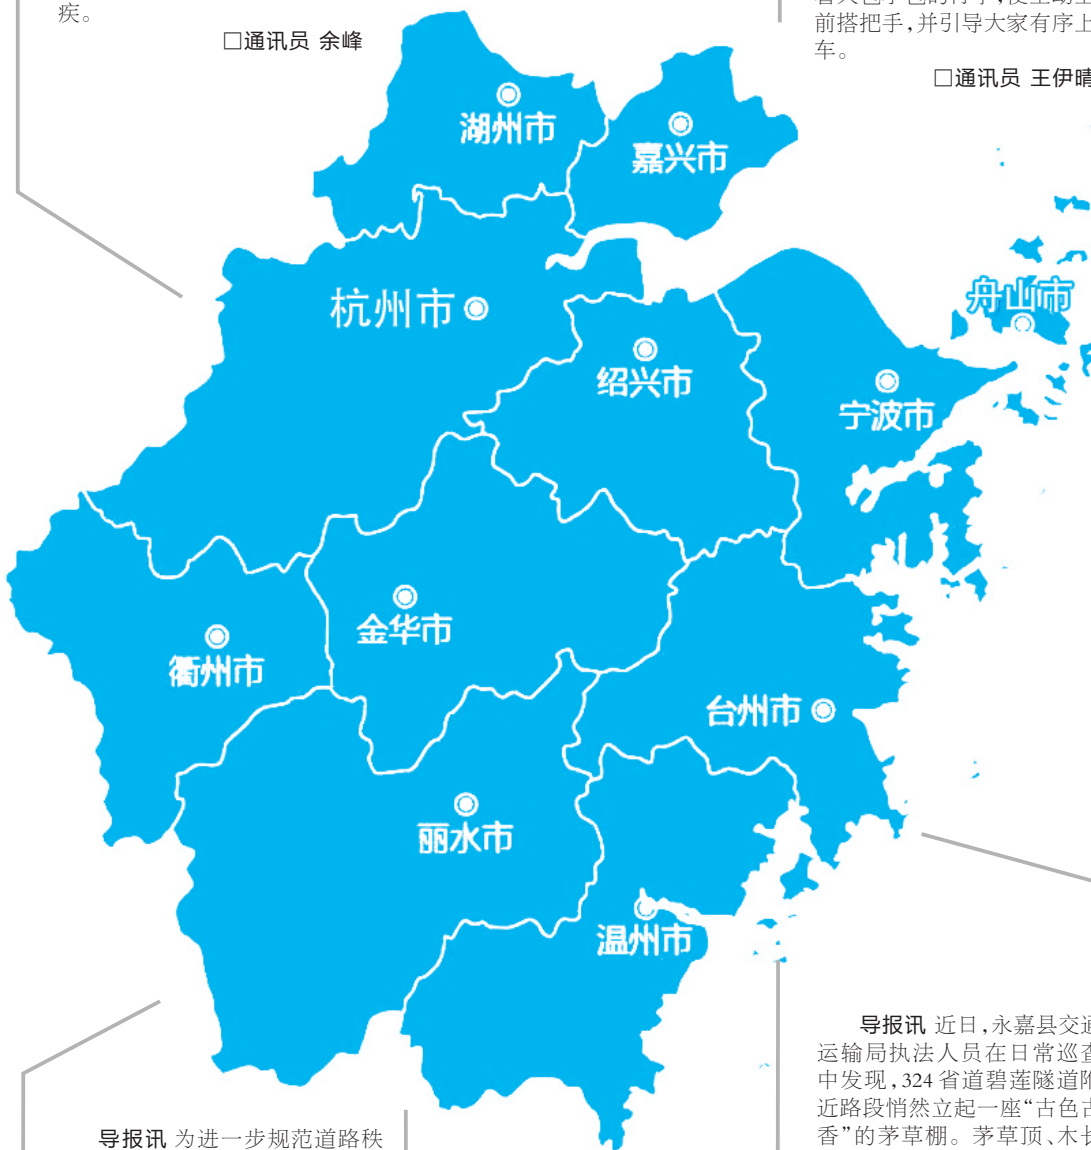 疾。
□通讯员 余峰
前搭把手，并引导大家有序上
车。
□通讯员 王伊晴
湖州市
嘉兴市
杭州市
舟山市
绍兴市
宁波市
金华市
衢州市
台州市
丽水市
温州市
导报讯 近日，永嘉县交通
运输局执法人员在日常巡查
中发现，324省道碧莲隧道附
近路段悄然立起一座“古色古
香”的茅草棚。茅草顶、木长
导报讯 为进一步规范道路秩